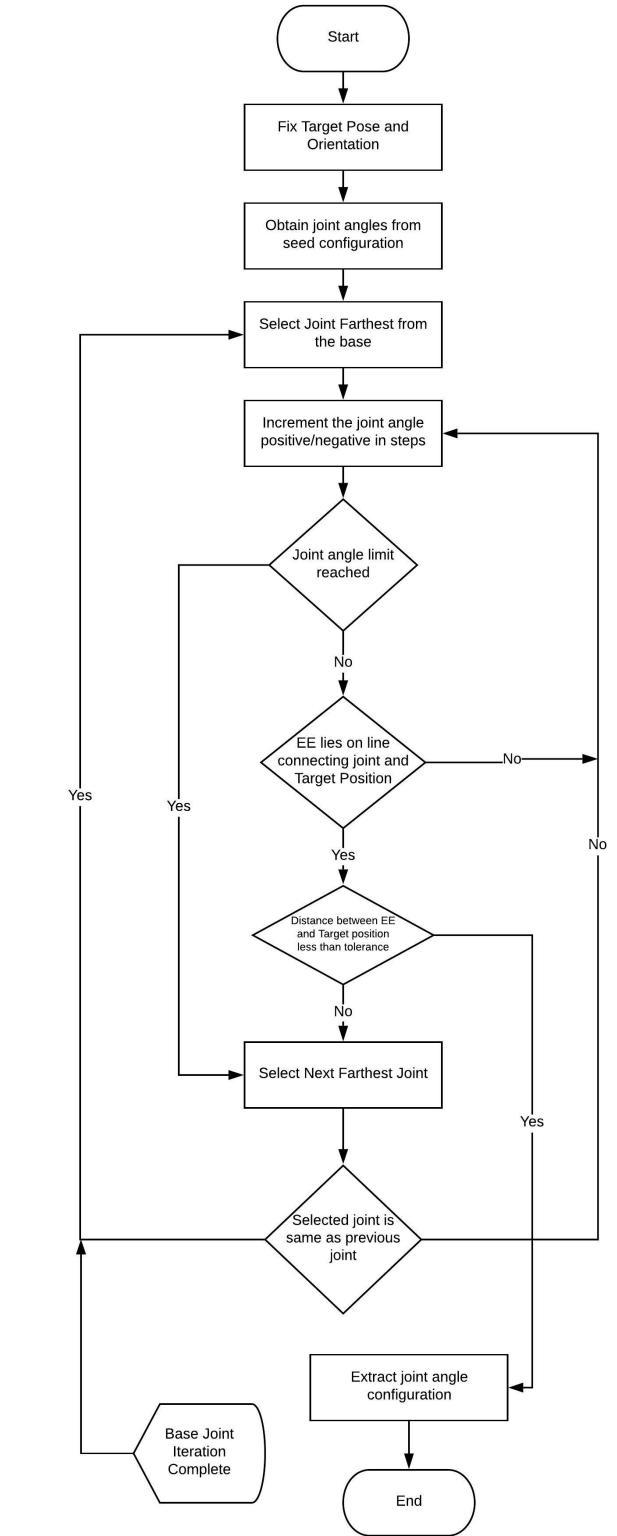 Start
Fix Target Pose and
Orientation
Obtain joint angles from
seed configuration
Select Joint Farthest from
the base
Increment the joint angle
positive/negative in steps
Joint angle limit
reached
No
EE lies on line
connecting joint and
Target Position
No
Yes
Yes
No
Yes
Distance between EE
and Target position
less than tolerance
No
Select Next Farthest Joint
Yes
Selected joint is
same as previous
joint
Extract joint angle
configuration
Base Joint
Iteration
Complete
End